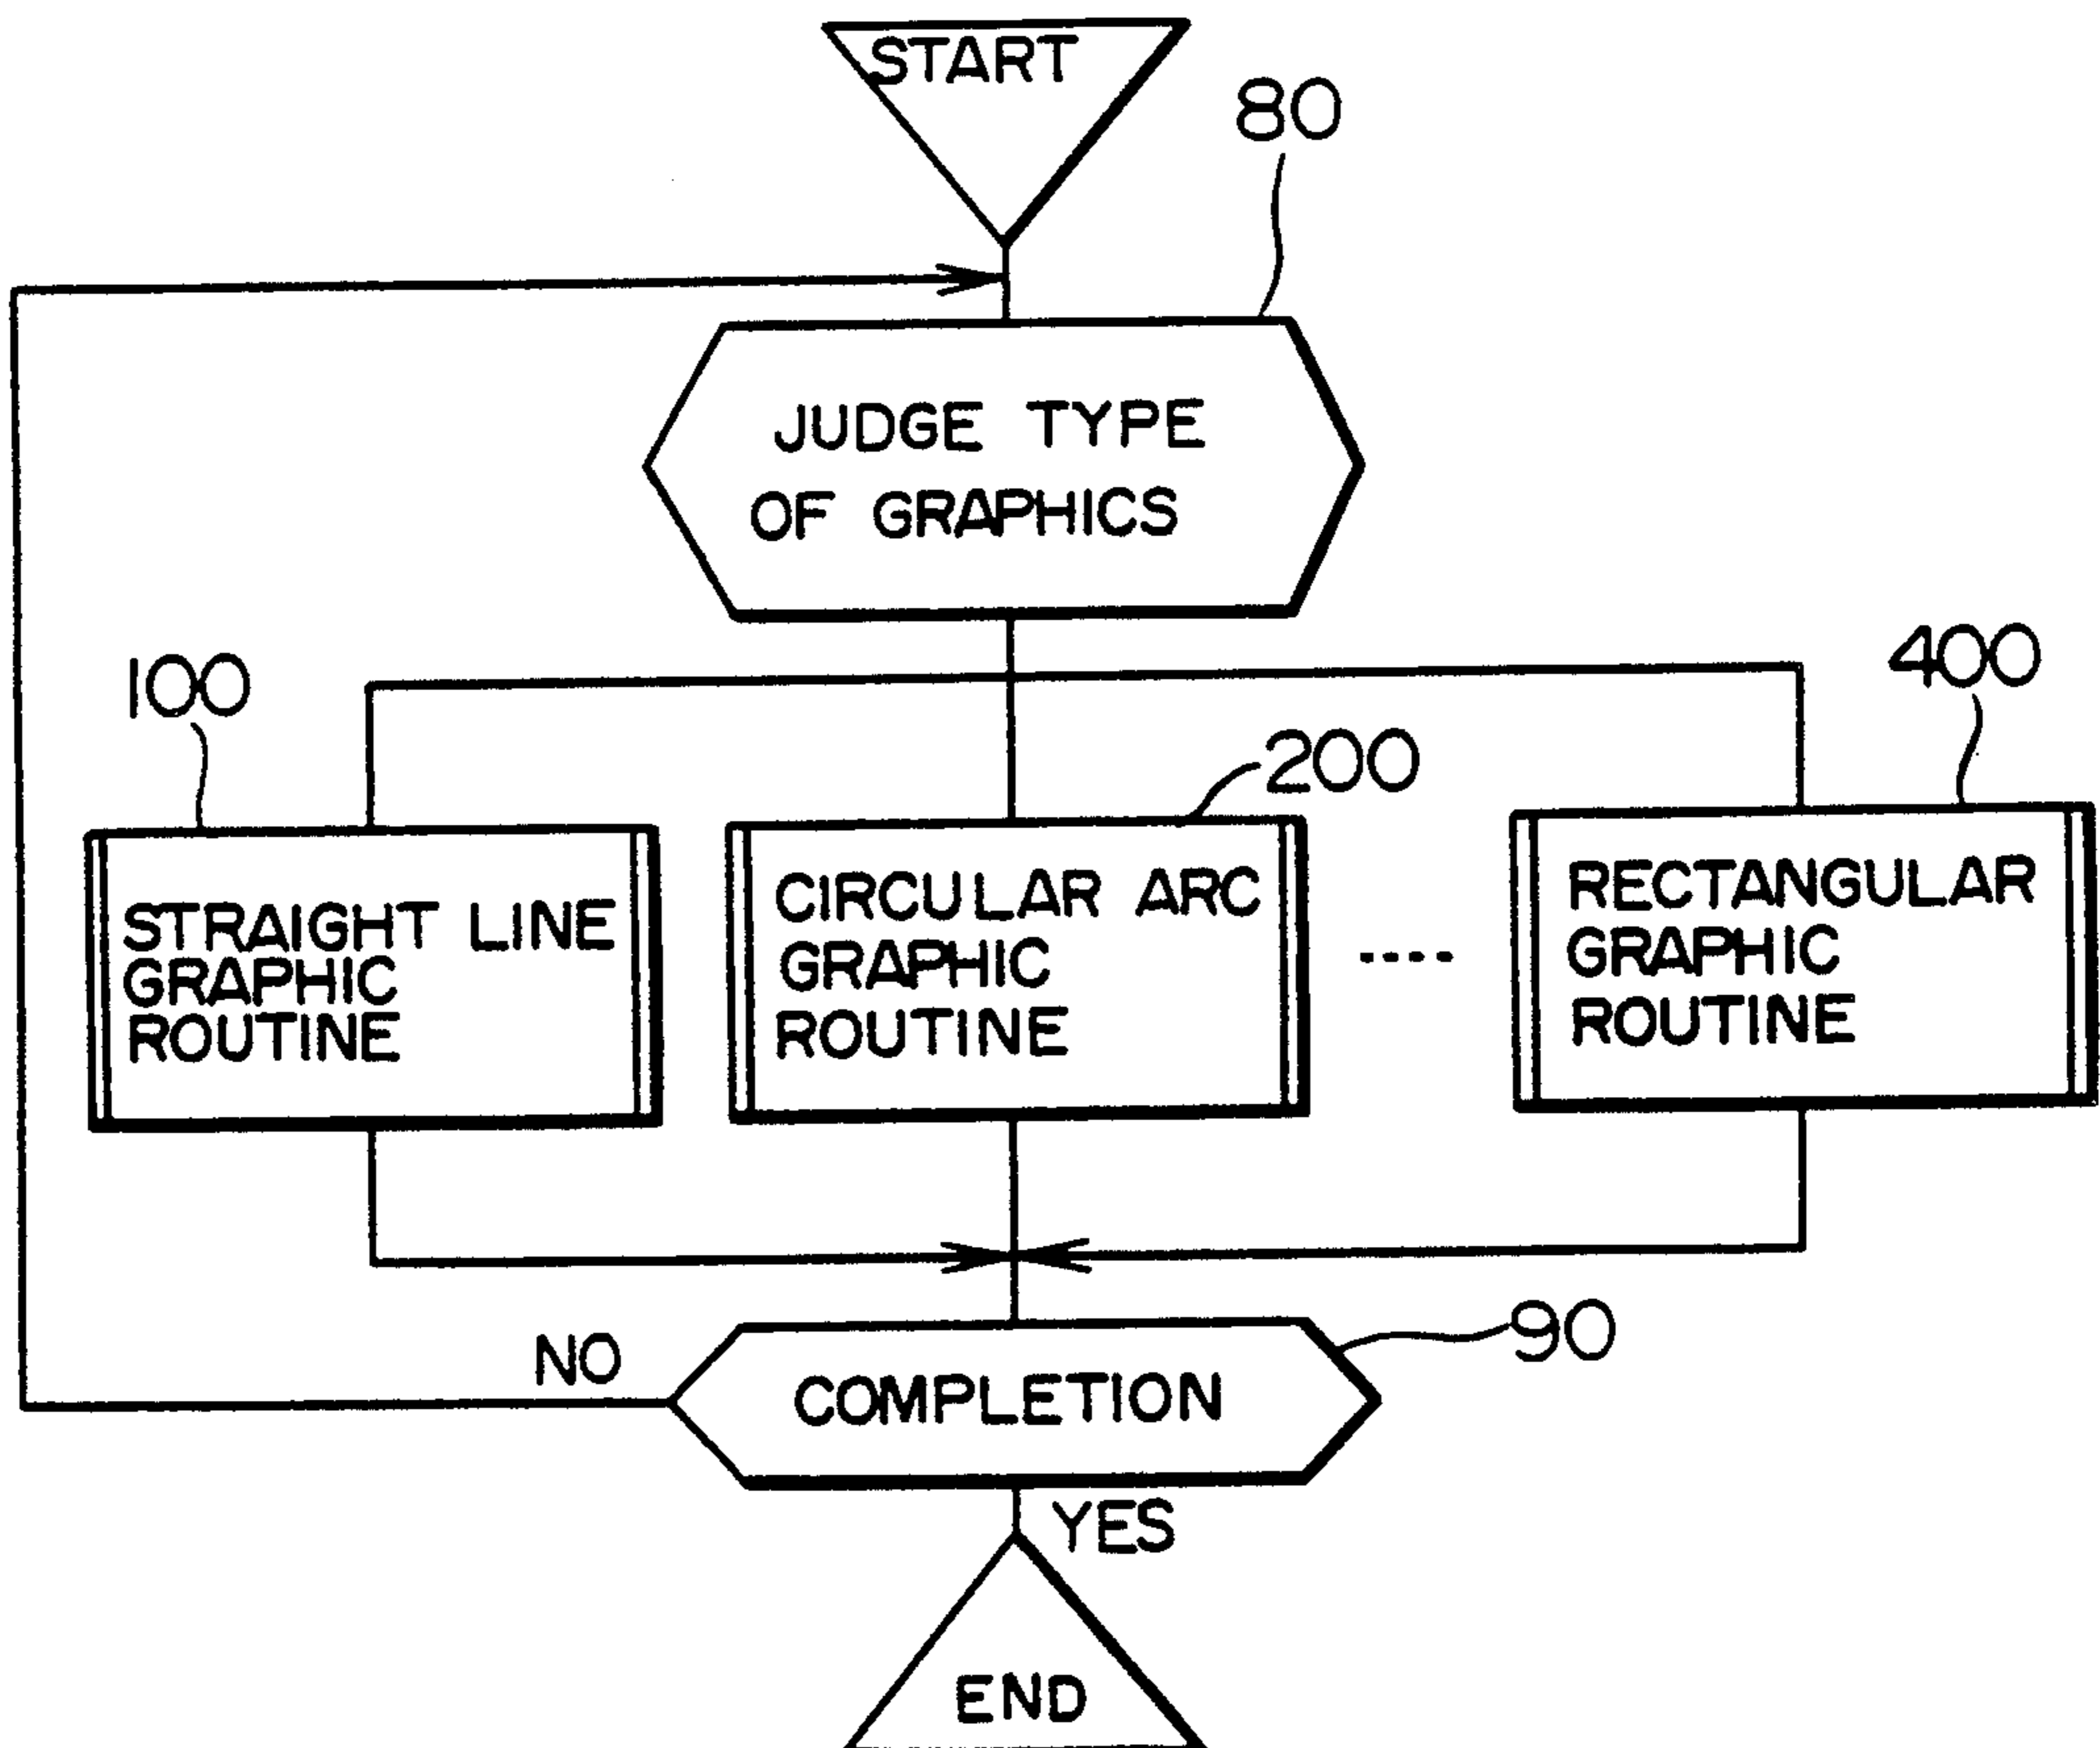 START
80
JUDGE TYPE
OF GRAPHICS
100
200
400
STRAIGHT LINE
GRAPHIC
ROUTINE
CIRCULAR ARC
GRAPHIC
ROUTINE
....
RECTANGULAR
GRAPHIC
ROUTINE
NO
COMPLETION
90
YES
END